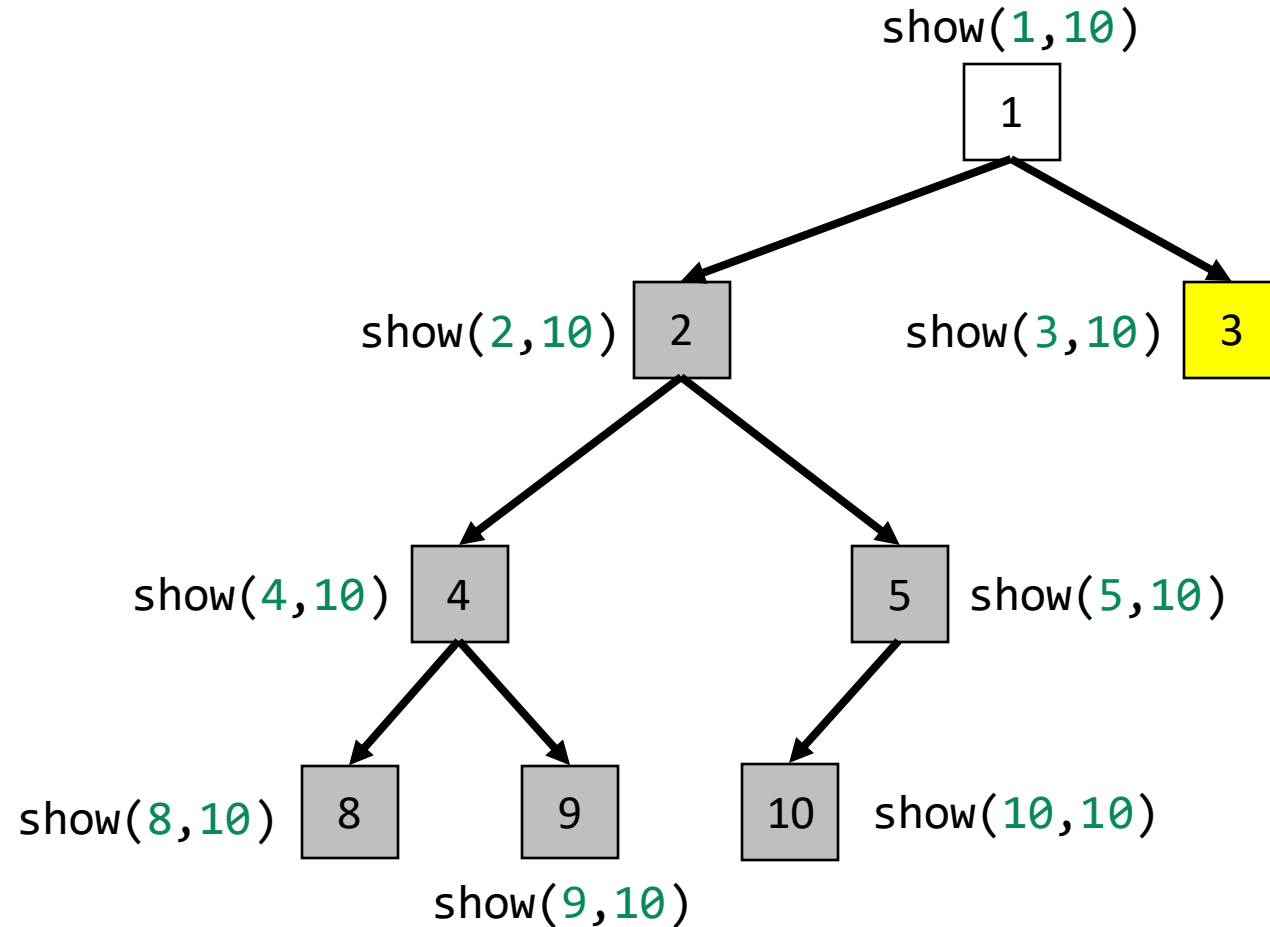 show(1,10)
1
show(2,10) 2 show(3,10) 3
show(4,10) 4 5 show(5,10)
show(8,10) 8 9 10 show(10,10)
show(9,10)